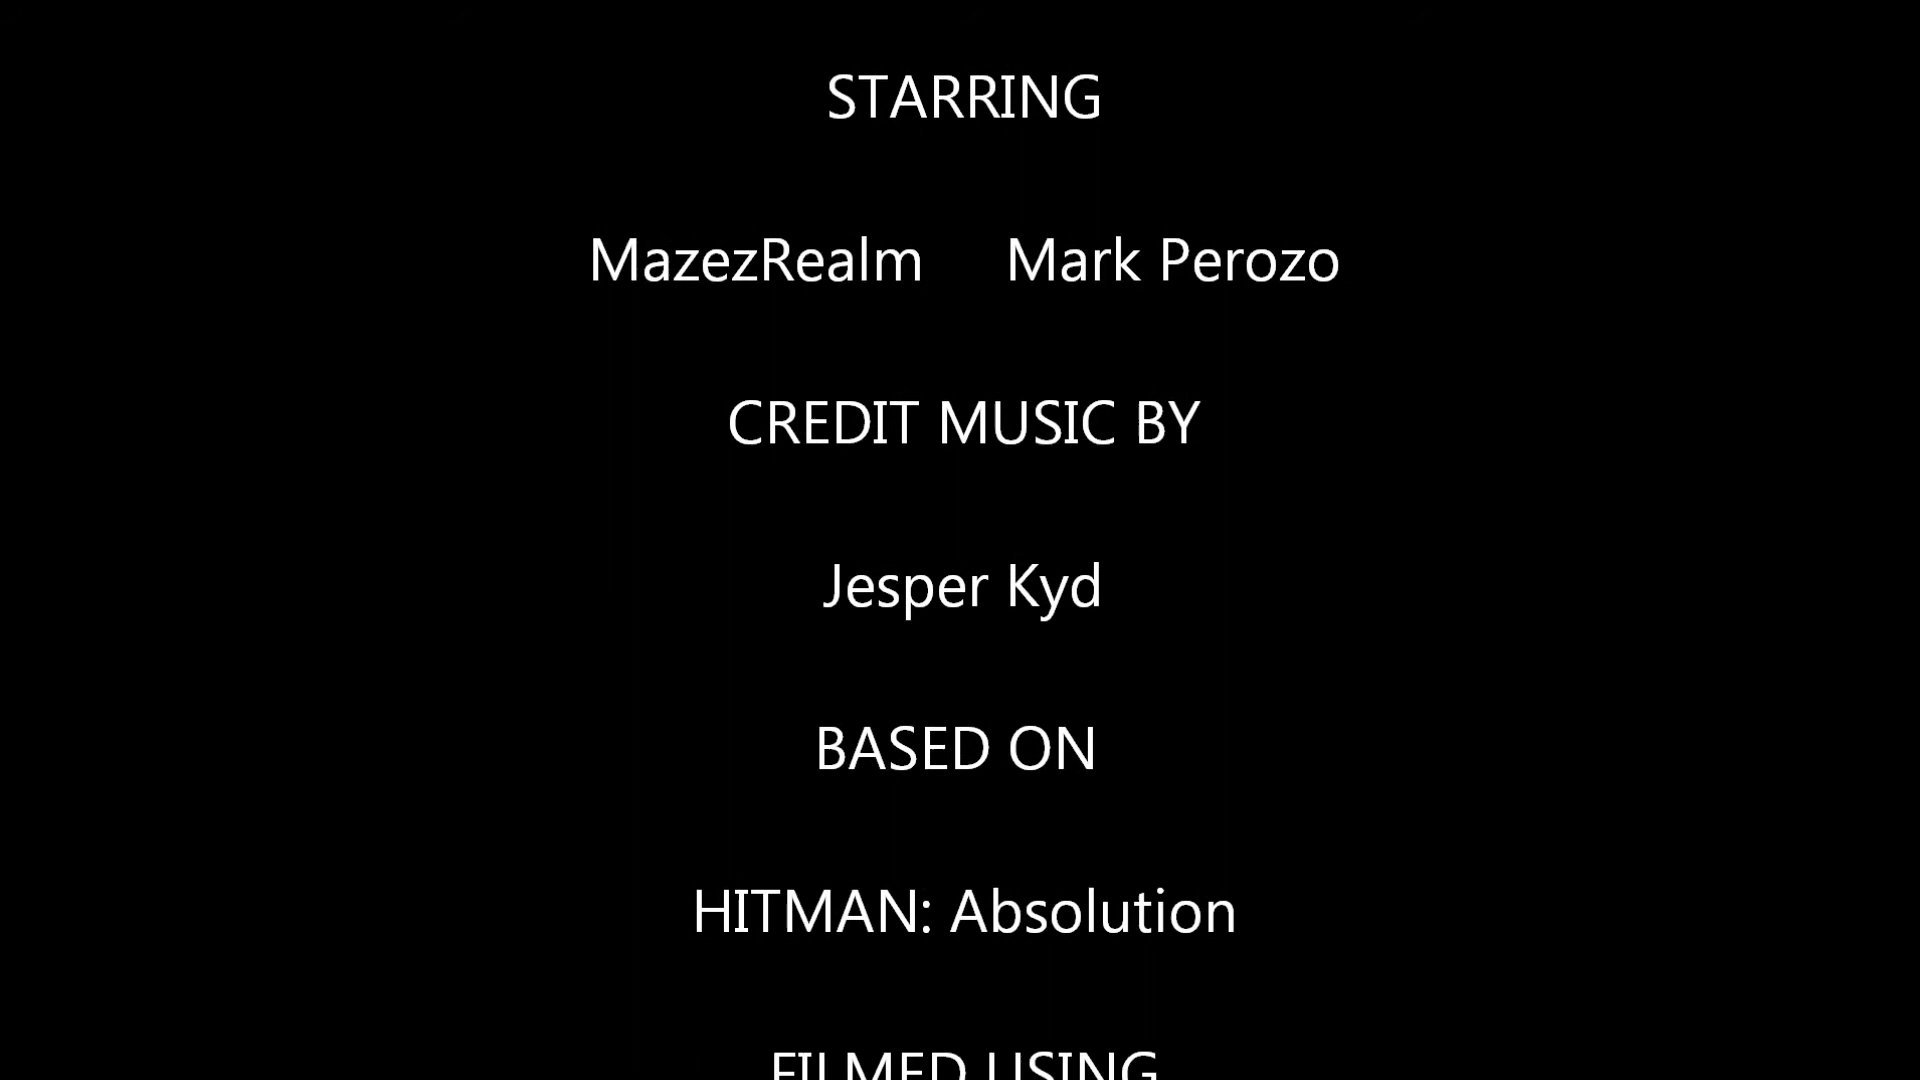 STARRING
MazezRealm Mark Perozo
CREDIT MUSIC BY
Jesper Kyd
BASED ON
HITMAN: Absolution
FILMED USING